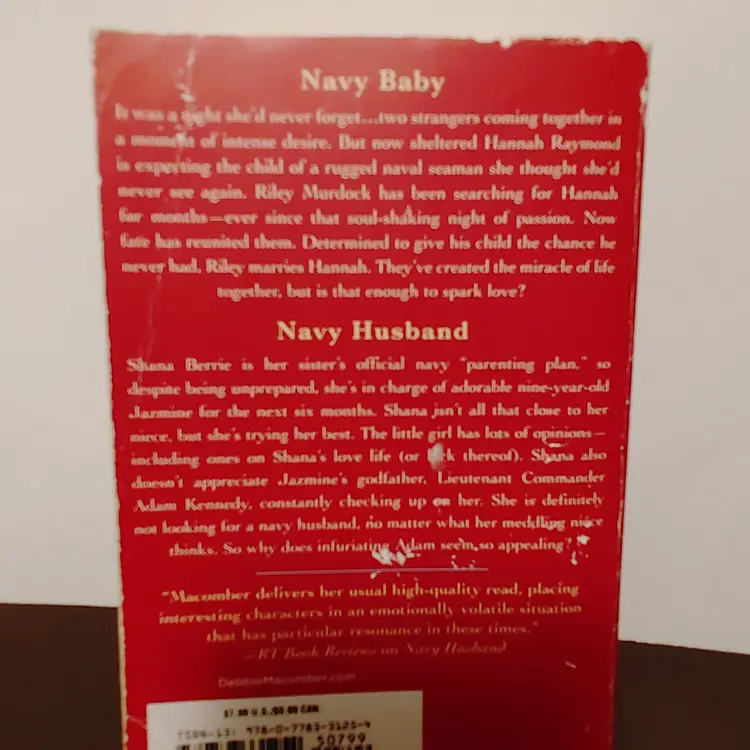 Navy Baby
It was a night she'd never forget...two strangers coming together in
a moment of intense desire. But now sheltered Hannah Raymond
is expecting the child of a rugged naval seaman she thought she'd
never see again. Riley Murdock has been searching for Hannah
for months—ever since that soul-shaking night of passion. Now
fate has reunited them. Determined to give his child the chance he
never had, Riley marries Hannah. They've created the miracle of life
together, but is that enough to spark love?
Navy Husband
Shana Berrie is her sister's official navy "parenting plan," so
despite being unprepared, she's in charge of adorable nine-year-old
Jazmine for the next six months. Shana isn't all that close to her
niece, but she's trying her best. The little girl has lots of opinions—
including ones on Shana's love life (or lack thereof). Shana also
doesn't appreciate Jazmine's godfather, Lieutenant Commander
Adam Kennedy, constantly checking up on her. She is definitely
not looking for a navy husband, no matter what her meddling niece
thinks. So why does infuriating Adam seem so appealing?
"Macomber delivers her usual high-quality read, placing
interesting characters in an emotionally volatile situation
that has particular resonance in these times."
—RT Book Reviews on Navy Husband
DebbieMacomber.com
$7.99 U.S./$9.99 CAN.
ISBN-13: 978-0-7783-3121-4
50799